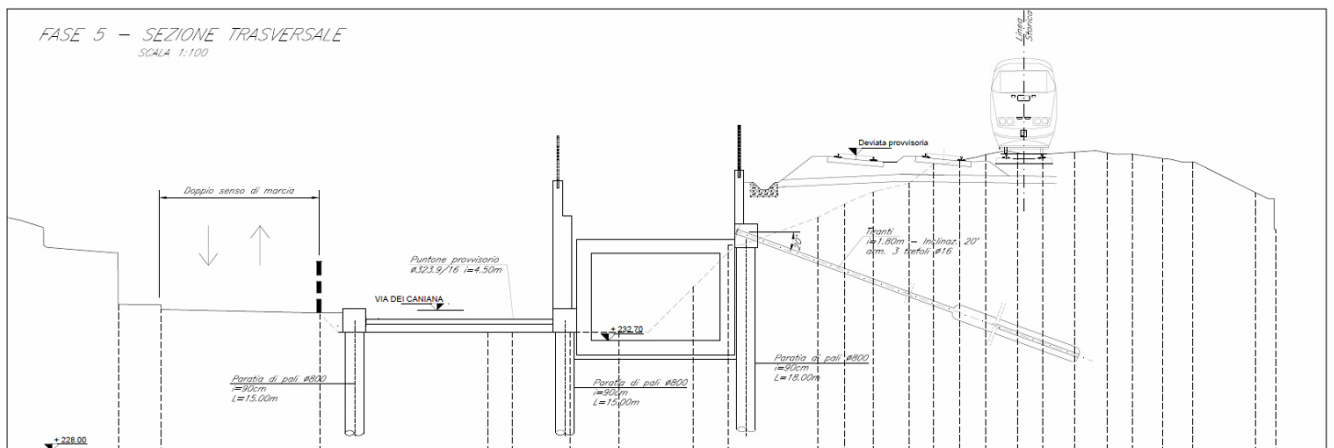 FASE 5 – SEZIONE TRASVERSALE
SCALA 1:100
Linea
Storica
Deviata provvisoria
Doppio senso di marcia
Tiranti
i=1.80m – Inclinaz. 20°
arm. 3 trefoli ø16
20°
Puntone provvisorio
ø323.9/16 i=4.50m
VIA DEI CANIANA
+ 232.70
Paratia di pali ø800
i=90cm
L=15.00m
Paratia di pali ø800
i=90cm
L=15.00m
Paratia di pali ø800
i=90cm
L=18.00m
+ 228.00